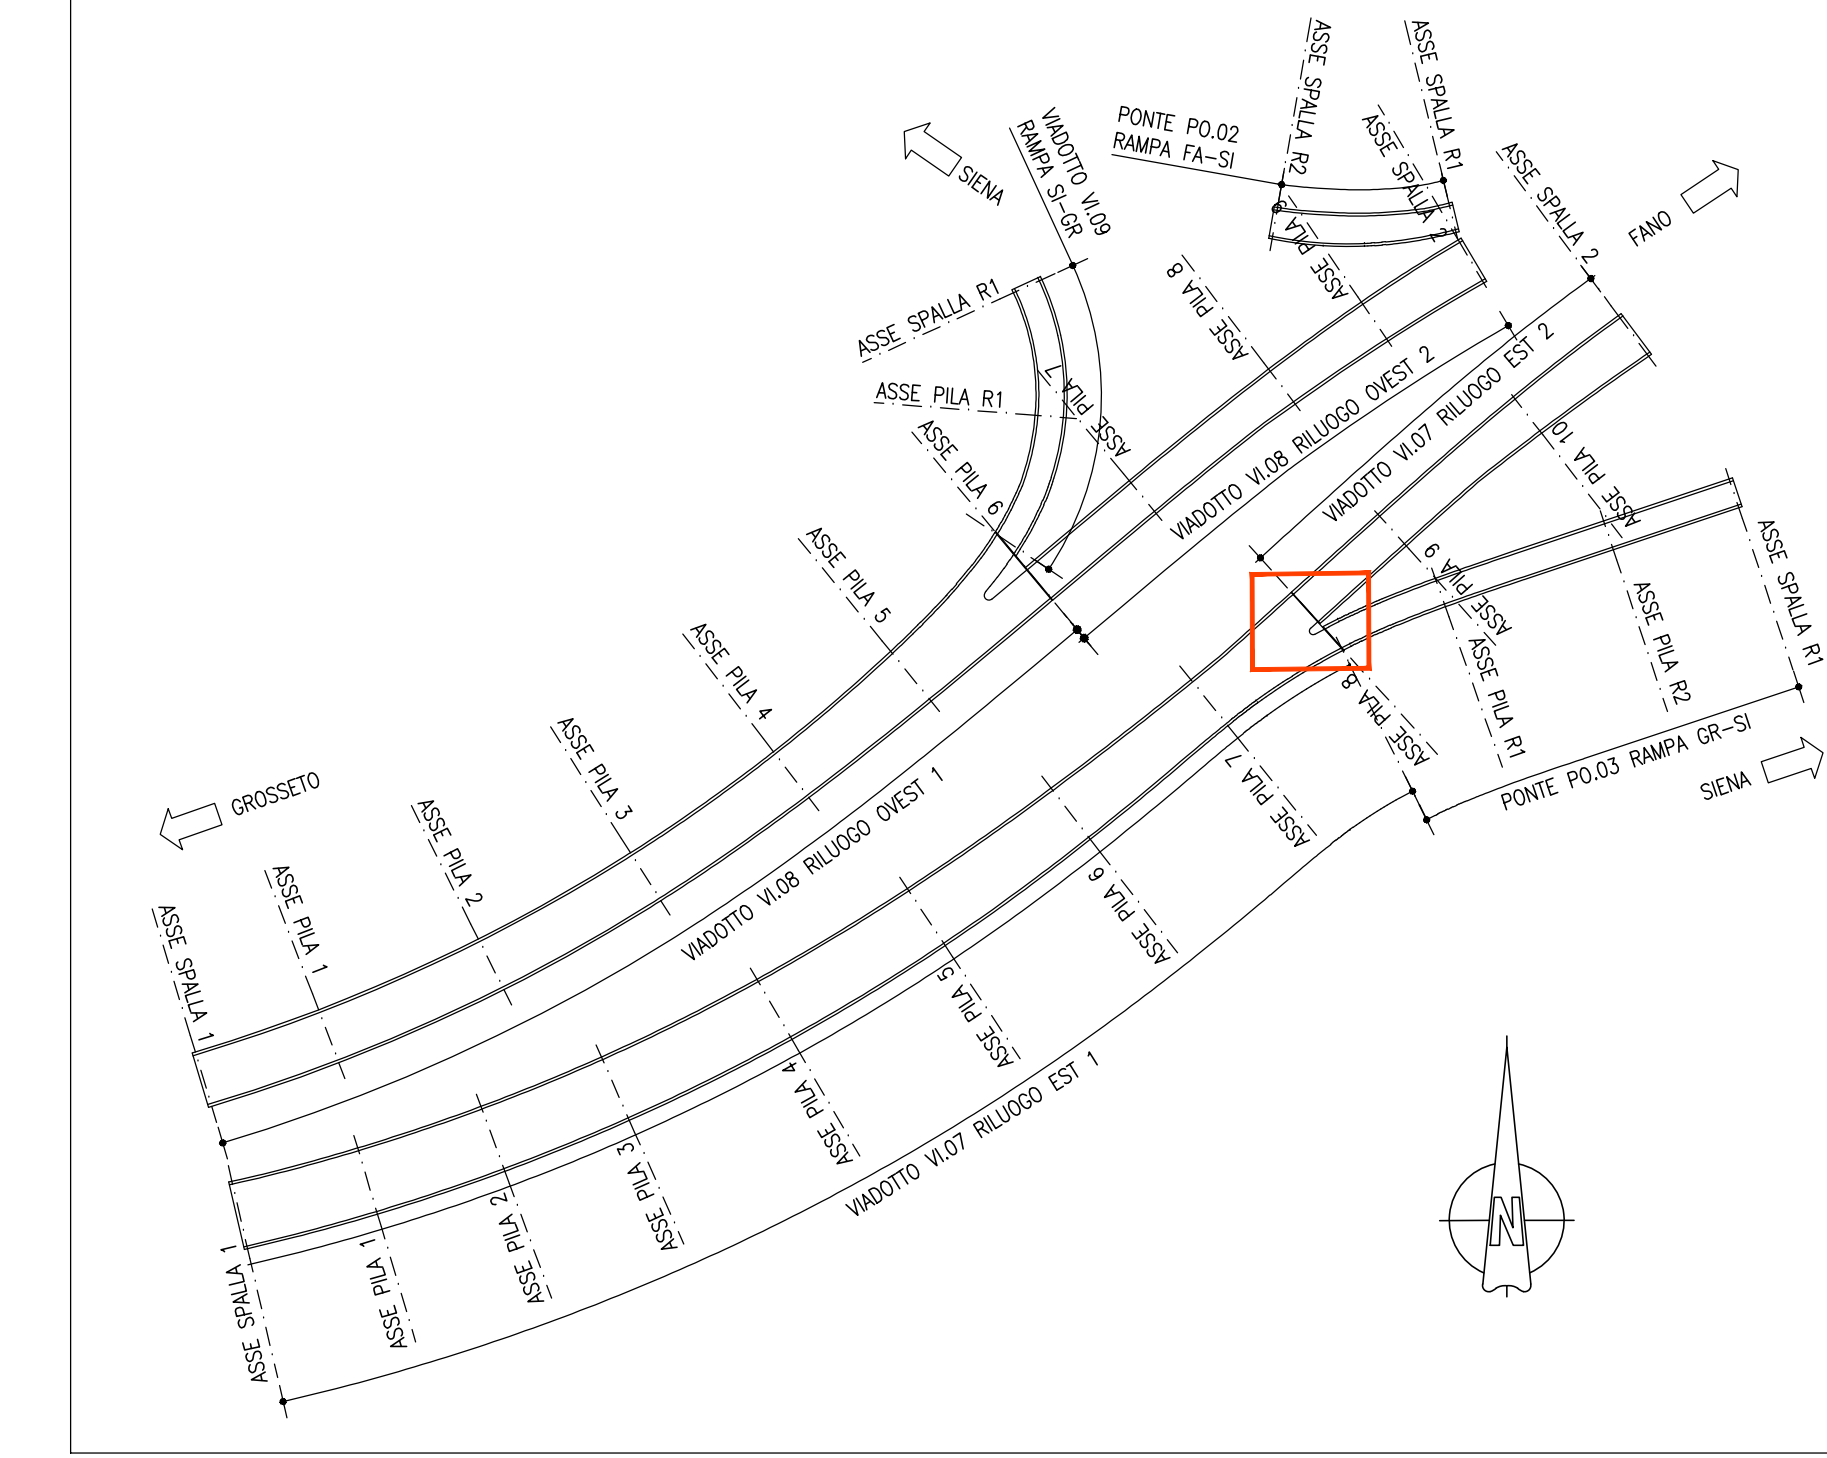 ASSE SPALLA R2
ASSE SPALLA R1
PONTE PO.02
RAMPA FA-SI
ASSE SPALLA 2
ASSE SPALLA 2
FANO
SIENA
VIADOTTO VI.09
RAMPA SI-GR
ASSE PILA 9
ASSE PILA 8
ASSE SPALLA R1
ASSE PILA R1
ASSE PILA 7
ASSE PILA 6
VIADOTTO VI.08 RILUOGO OVEST 2
VIADOTTO VI.07 RILUOGO EST 2
ASSE PILA 10
ASSE PILA 9
ASSE SPALLA R1
ASSE PILA R2
ASSE PILA R1
ASSE PILA 8
PONTE PO.03 RAMPA GR-SI
SIENA
ASSE PILA 5
ASSE PILA 4
ASSE PILA 3
ASSE PILA 2
ASSE PILA 1
ASSE SPALLA 1
GROSSETO
VIADOTTO VI.08 RILUOGO OVEST 1
ASSE PILA 7
ASSE PILA 6
ASSE PILA 5
ASSE PILA 4
ASSE PILA 3
ASSE PILA 2
ASSE PILA 1
ASSE SPALLA 1
VIADOTTO VI.07 RILUOGO EST 1
N